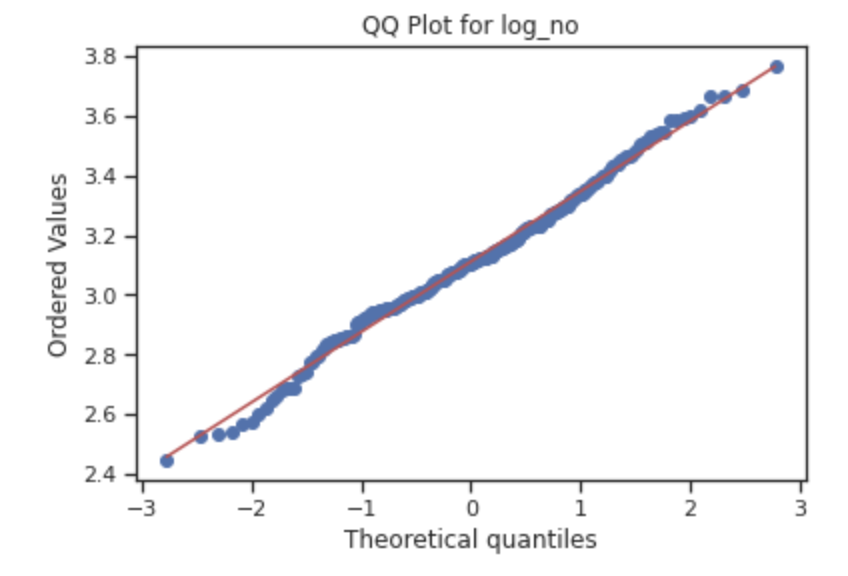 QQ Plot for log_no
3.8
3.6
3.4
3.2
3.0
2.8
2.6
2.4
Ordered Values
−3 −2 −1 0 1 2 3
Theoretical quantiles